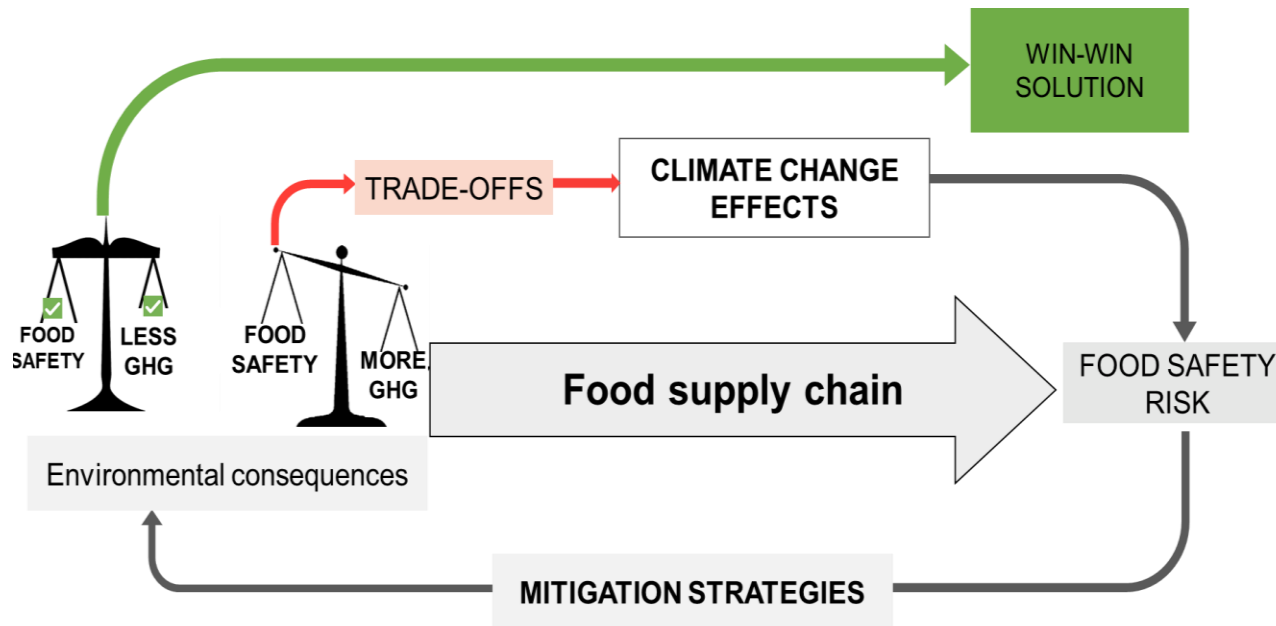 WIN-WIN
SOLUTION
TRADE-OFFS
CLIMATE CHANGE
EFFECTS
FOOD
SAFETY
LESS
GHG
FOOD
SAFETY
MORE
GHG
Food supply chain
FOOD SAFETY
RISK
Environmental consequences
MITIGATION STRATEGIES